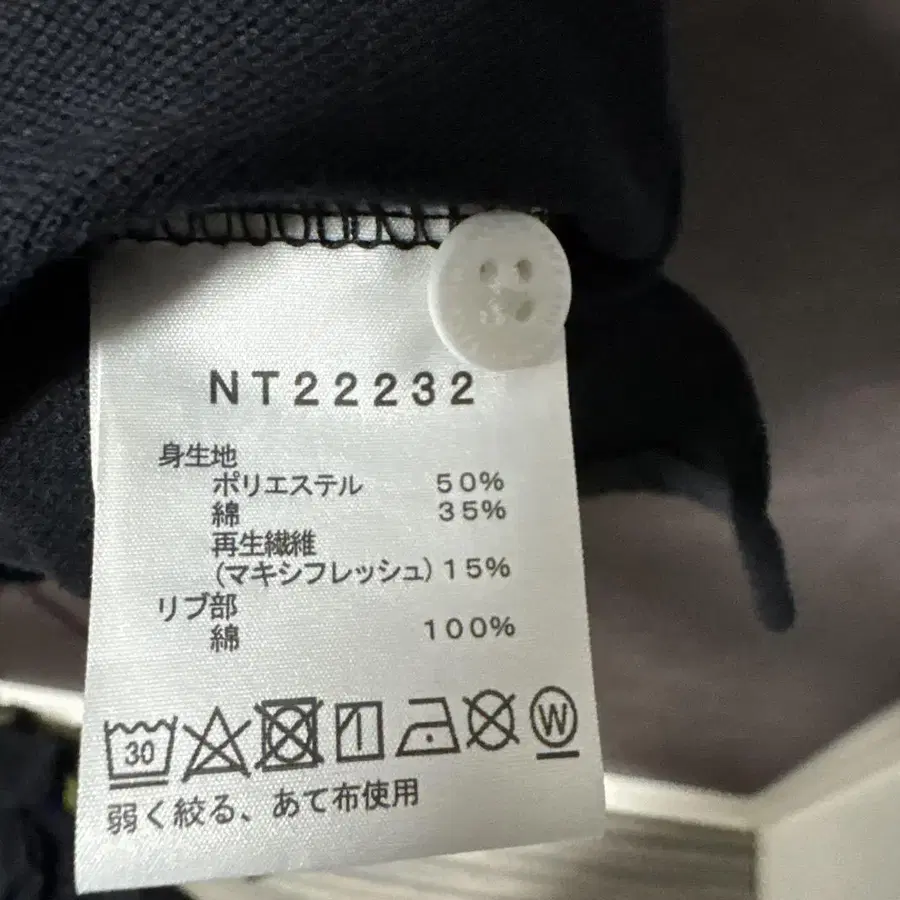 NT22232
身生地
ポリエステル 50%
綿 35%
再生繊維
(マキシフレッシュ) 15%
リブ部
綿 100%
30 W
弱く絞る、あて布使用